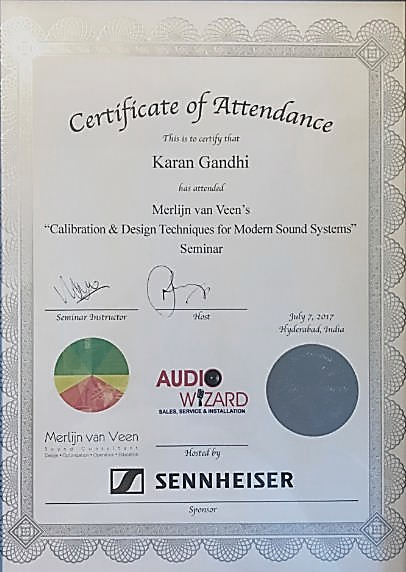 Certificate of Attendance
This is to certify that
Karan Gandhi
has attended
Merlijn van Veen's
"Calibration & Design Techniques for Modern Sound Systems"
Seminar
Seminar Instructor
Host
July 7, 2017
Hyderabad, India
AUDIO
WIZARD
SALES, SERVICE & INSTALLATION
Merlijn van Veen
Sound Consultant
Design • Optimization • Operation • Education
Hosted by
SENNHEISER
Sponsor